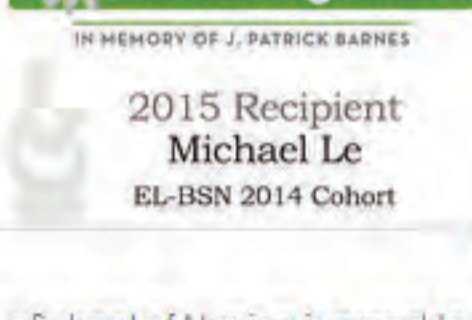 IN MEMORY OF J. PATRICK BARNES
2015 Recipient
Michael Le
EL-BSN 2014 Cohort